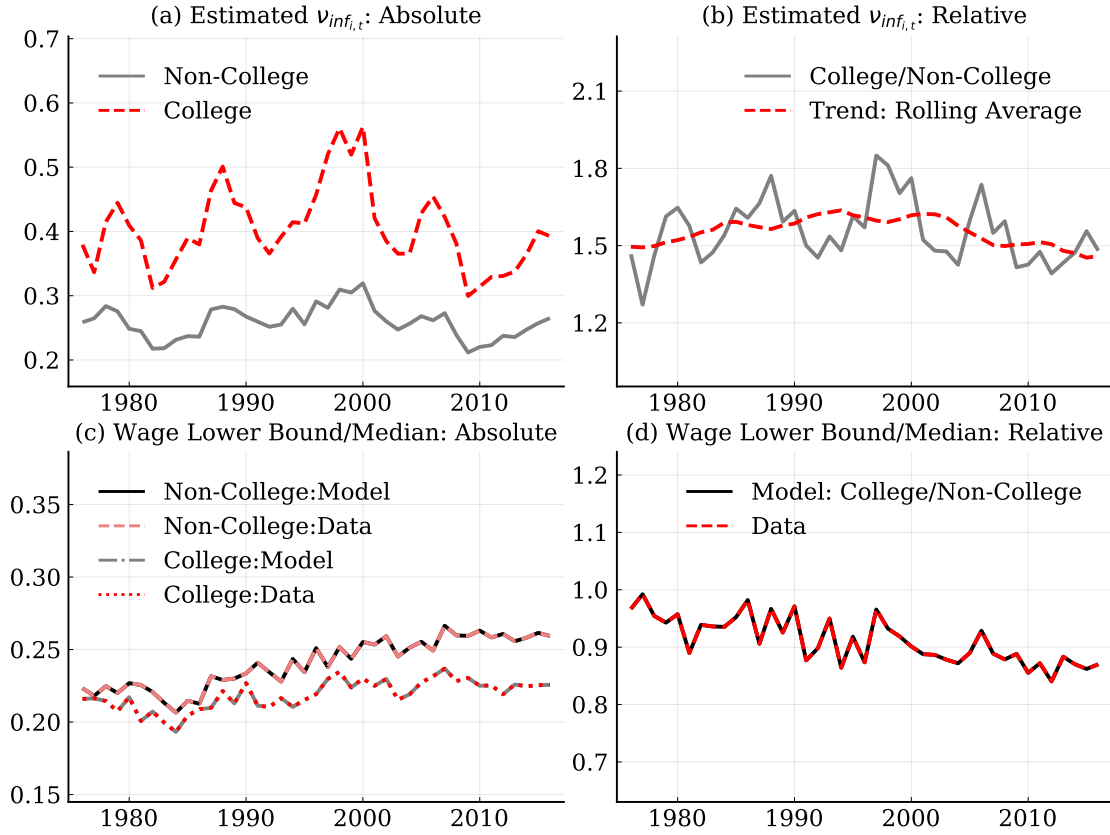 (a) Estimated ν_{inf_{i,t}}: Absolute
0.7
0.6
0.5
0.4
0.3
0.2
Non-College
College
1980 1990 2000 2010
(b) Estimated ν_{inf_{i,t}}: Relative
2.1
1.8
1.5
1.2
College/Non-College
Trend: Rolling Average
1980 1990 2000 2010
(c) Wage Lower Bound/Median: Absolute
0.35
0.30
0.25
0.20
0.15
Non-College:Model
Non-College:Data
College:Model
College:Data
1980 1990 2000 2010
(d) Wage Lower Bound/Median: Relative
1.2
1.1
1.0
0.9
0.8
0.7
Model: College/Non-College
Data
1980 1990 2000 2010